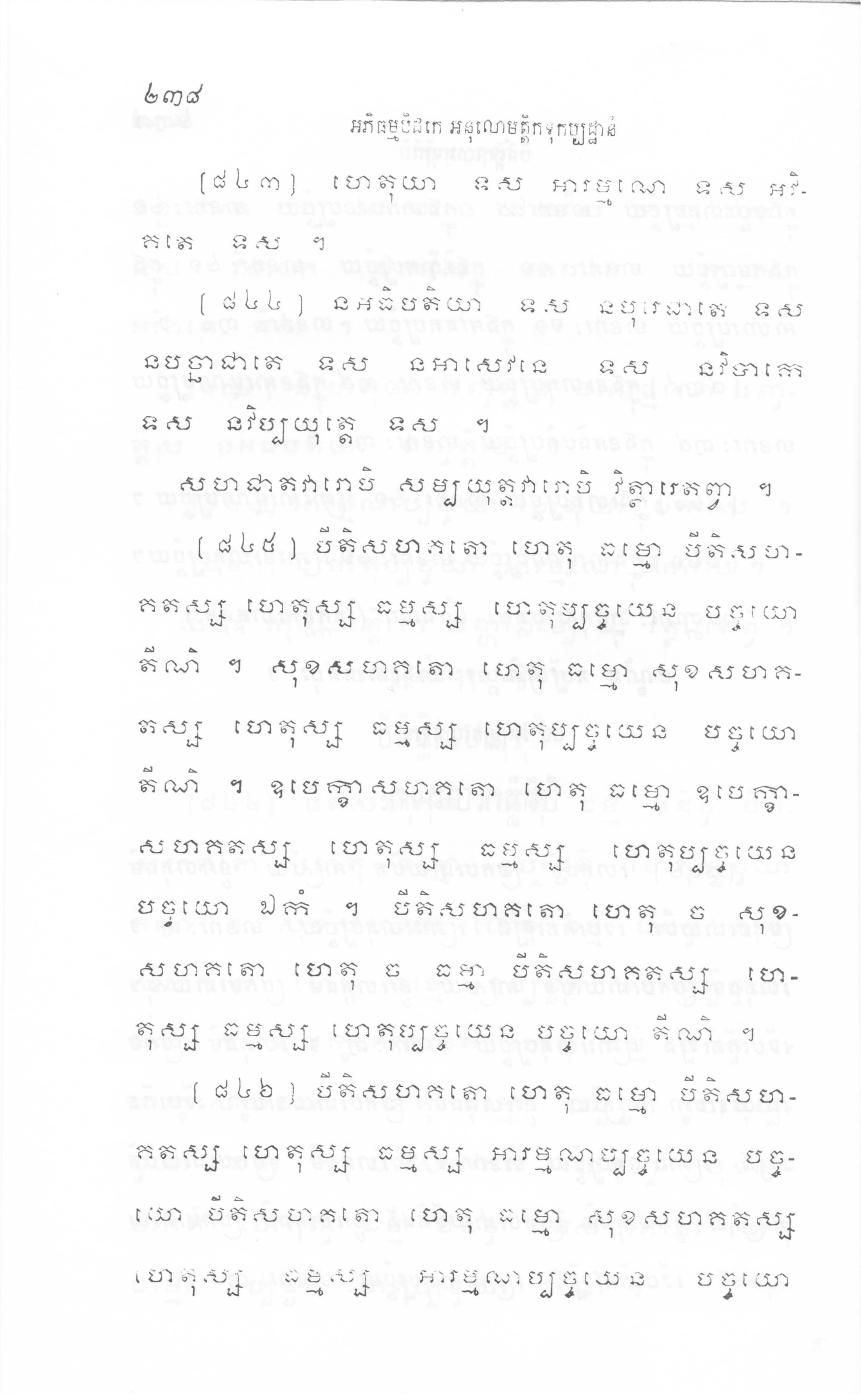 ២៣៨
អភិធម្មបិដកេ អនុលោមត្តិកទុកប្បដ្ឋានំ
(៨៤៣) ហេតុយា ទស អារម្មណេ ទស អវិ-
គតេ ទស ។
(៨៤៤) នអធិបតិយា ទស នបុរេជាតេ ទស
នបច្ឆាជាតេ ទស នអាសេវនេ ទស នវិបាកេ
ទស នវិប្បយុត្តេ ទស ។
សហជាតវារោបិ សម្បយុត្តវារោបិ វិត្ថារេតព្វា ។
(៨៤៥) បីតិសហគតោ ហេតុ ធម្មោ បីតិសហ-
គតស្ស ហេតុស្ស ធម្មស្ស ហេតុប្បច្ចយេន បច្ចយោ
តីណិ ។ សុខសហគតោ ហេតុ ធម្មោ សុខសហគ-
តស្ស ហេតុស្ស ធម្មស្ស ហេតុប្បច្ចយេន បច្ចយោ
តីណិ ។ ឧបេក្ខាសហគតោ ហេតុ ធម្មោ ឧបេក្ខា-
សហគតស្ស ហេតុស្ស ធម្មស្ស ហេតុប្បច្ចយេន
បច្ចយោ ឯកំ ។ បីតិសហគតោ ហេតុ ច សុខ-
សហគតោ ហេតុ ច ធម្មា បីតិសហគតស្ស ហេ-
តុស្ស ធម្មស្ស ហេតុប្បច្ចយេន បច្ចយោ តីណិ ។
(៨៤៦) បីតិសហគតោ ហេតុ ធម្មោ បីតិសហ-
គតស្ស ហេតុស្ស ធម្មស្ស អារម្មណប្បច្ចយេន បច្ច-
យោ បីតិសហគតោ ហេតុ ធម្មោ សុខសហគតស្ស
ហេតុស្ស ធម្មស្ស អារម្មណប្បច្ចយេន បច្ចយោ